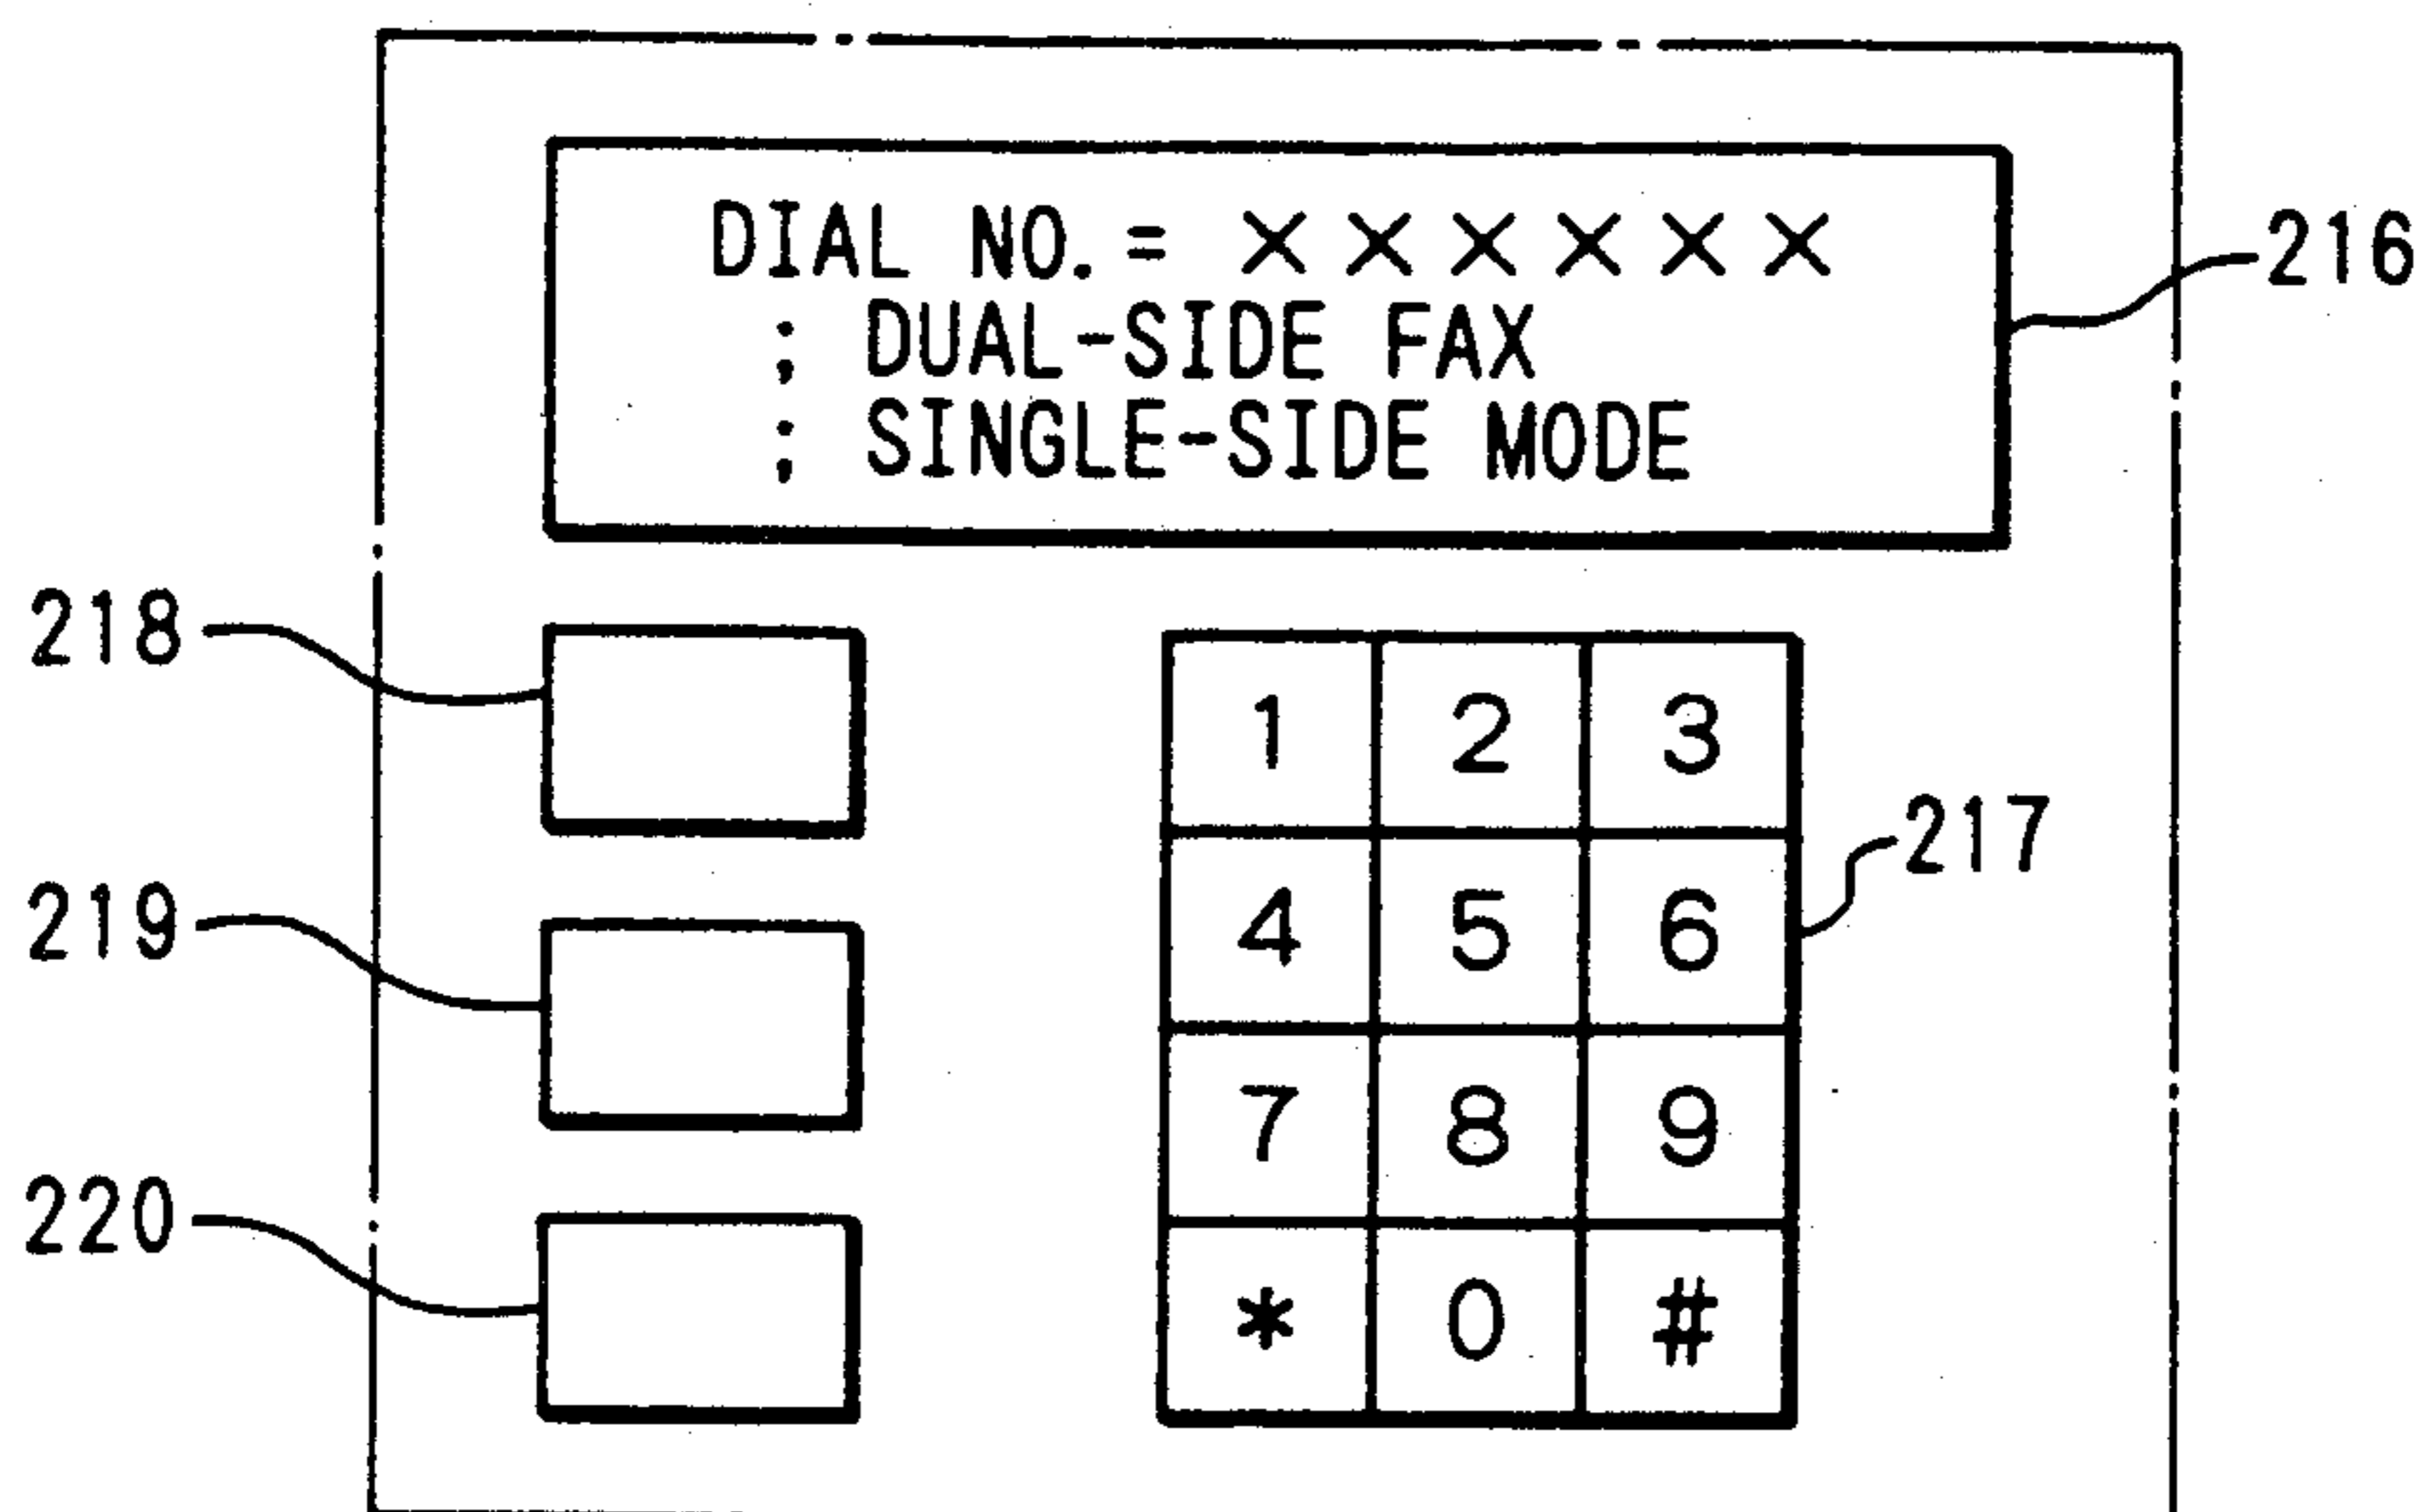 DIAL NO. = ××××××
; DUAL-SIDE FAX
; SINGLE-SIDE MODE
216
218
1 2 3
217
4 5 6
219
7 8 9
220
* 0 #